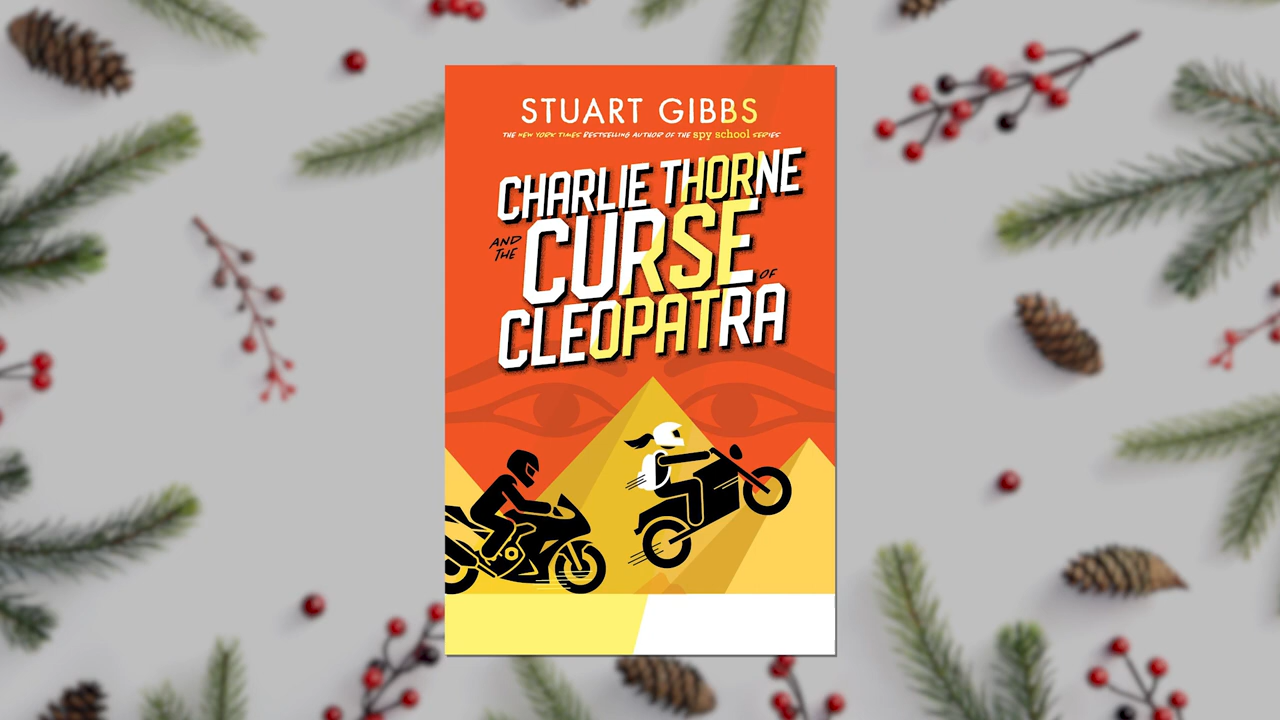 STUART GIBBS
THE NEW YORK TIMES BESTSELLING AUTHOR OF THE spy school SERIES
CHARLIE THORNE
AND THE CURSE OF
CLEOPATRA